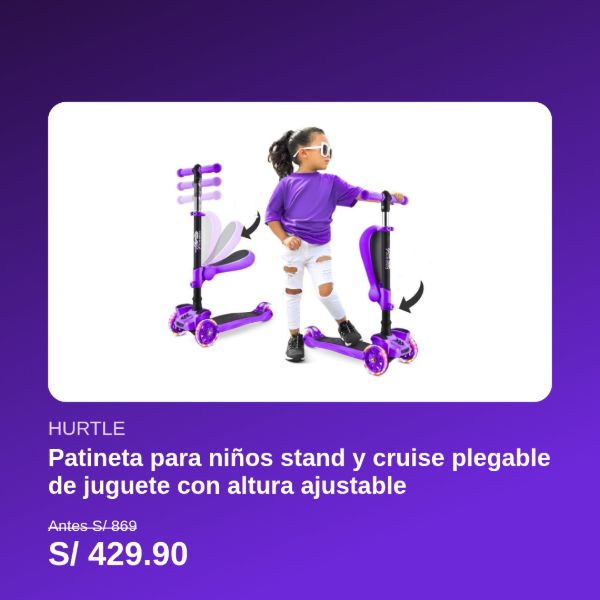 HURTLE
Patineta para niños stand y cruise plegable
de juguete con altura ajustable
Antes S/ 869
S/ 429.90